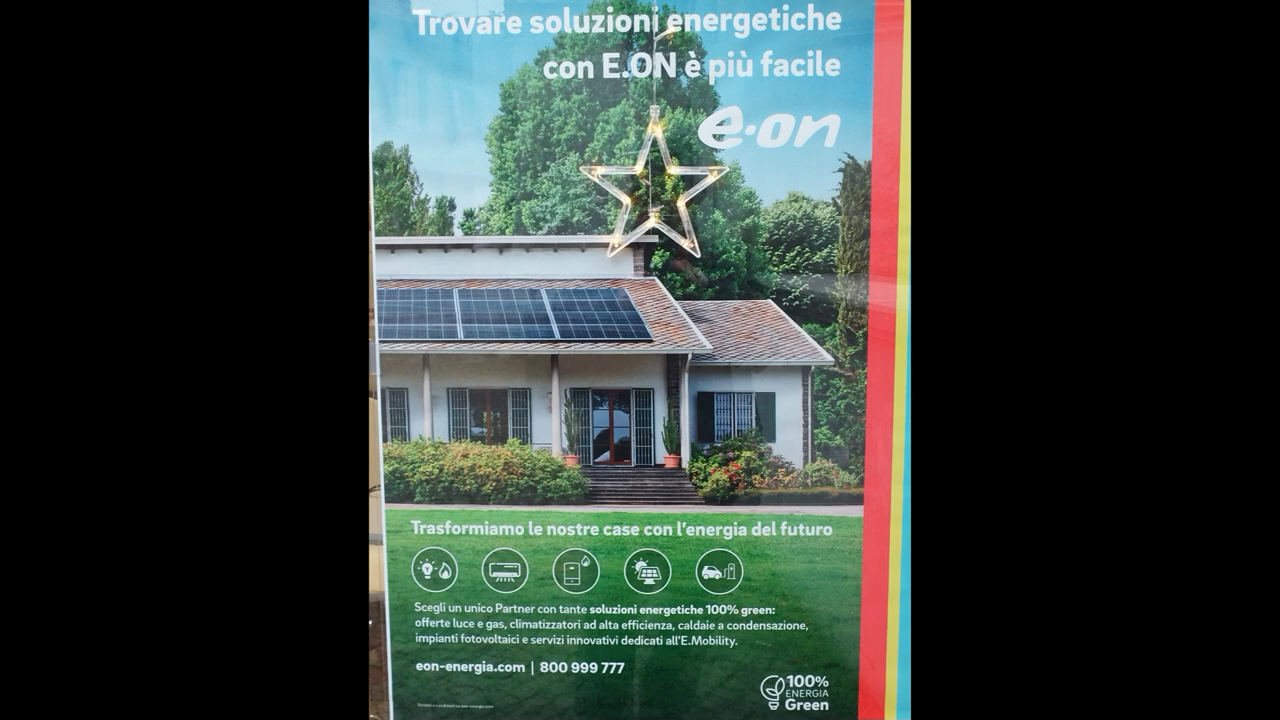 Trovare soluzioni energetiche
con E.ON è più facile
e·on
Trasformiamo le nostre case con l'energia del futuro
Scegli un unico Partner con tante soluzioni energetiche 100% green:
offerte luce e gas, climatizzatori ad alta efficienza, caldaie a condensazione,
impianti fotovoltaici e servizi innovativi dedicati all'E.Mobility.
eon-energia.com | 800 999 777
100%
ENERGIA
Green